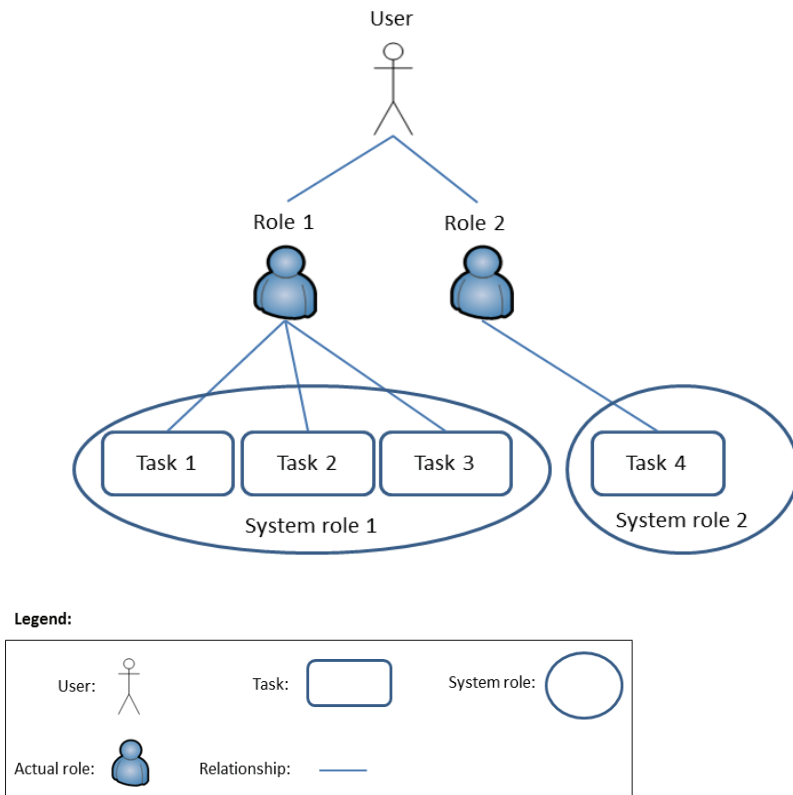 User
Role 1 Role 2
Task 1 Task 2 Task 3 Task 4
System role 1 System role 2
Legend:
User: Task: System role:
Actual role: Relationship: